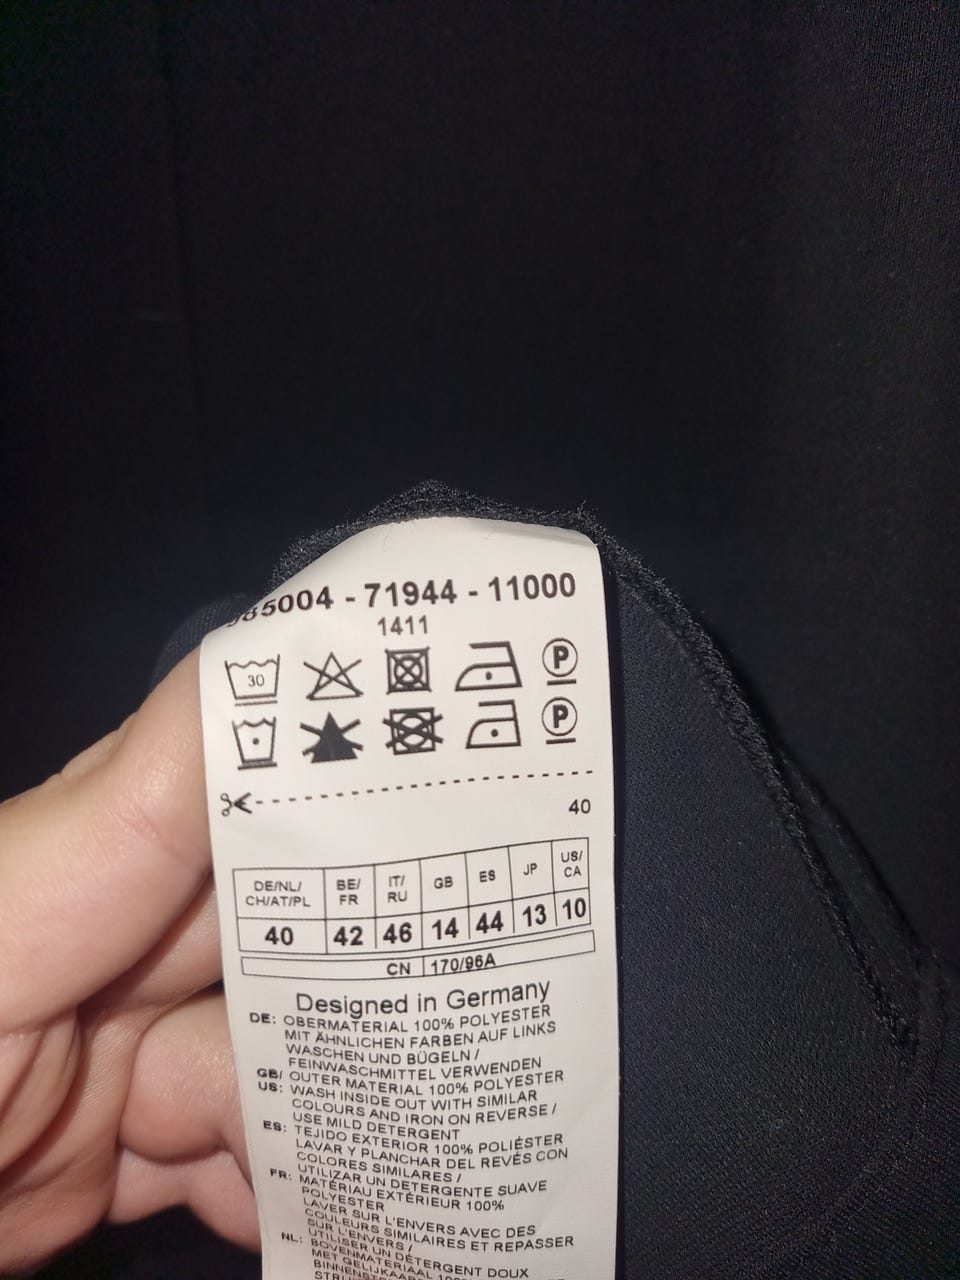 985004 - 71944 - 11000
1411
30
P
P
40
DE/NL/ CH/AT/PL BE/ FR IT/ RU GB ES JP US/ CA
40 42 46 14 44 13 10
CN 170/96A
Designed in Germany
DE: OBERMATERIAL 100% POLYESTER
MIT ÄHNLICHEN FARBEN AUF LINKS
WASCHEN UND BÜGELN /
FEINWASCHMITTEL VERWENDEN
GB/ OUTER MATERIAL 100% POLYESTER
US: WASH INSIDE OUT WITH SIMILAR
COLOURS AND IRON ON REVERSE /
USE MILD DETERGENT
ES: TEJIDO EXTERIOR 100% POLIÉSTER
LAVAR Y PLANCHAR DEL REVÉS CON
COLORES SIMILARES /
UTILIZAR UN DETERGENTE SUAVE
FR: MATÉRIAU EXTÉRIEUR 100%
POLYESTER
LAVER SUR L'ENVERS AVEC DES
COULEURS SIMILAIRES ET REPASSER
SUR L'ENVERS /
UTILISER UN DÉTERGENT DOUX
NL: BOVENMATERIAAL 100%
MET